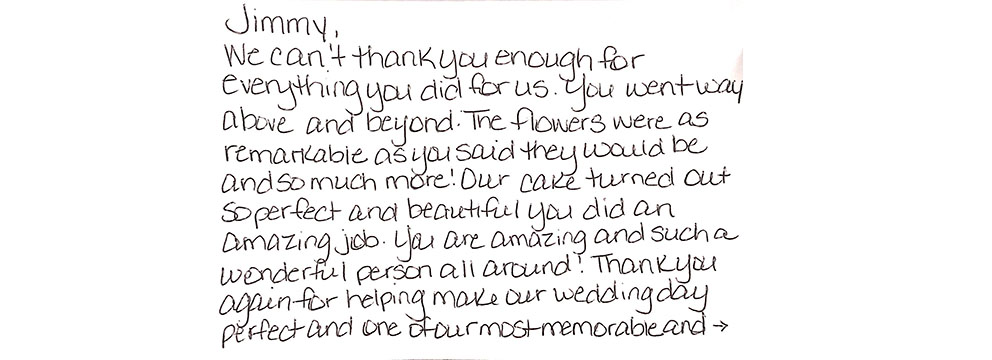 Jimmy,
We can't thank you enough for
everything you did for us. You went way
above and beyond. The flowers were as
remarkable as you said they would be
and so much more! Our cake turned out
so perfect and beautiful you did an
amazing job. You are amazing and such a
wonderful person all around! Thank you
again for helping make our wedding day
perfect and one of our most memorable and →